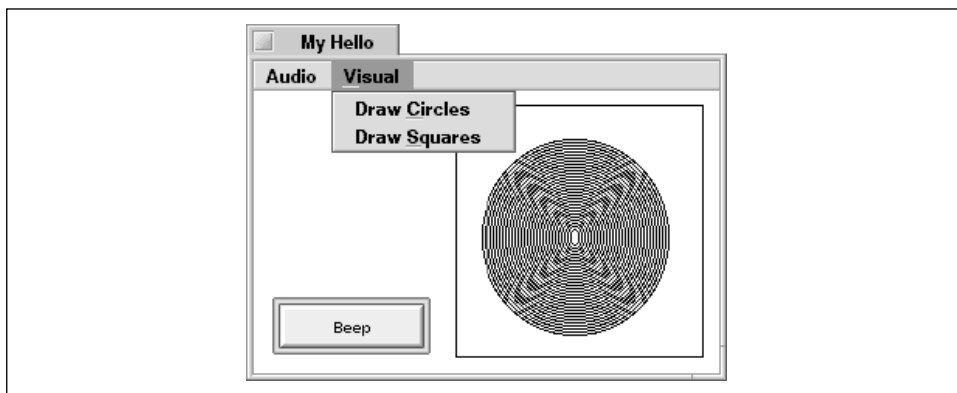 My Hello
Audio Visual
Draw Circles
Draw Squares
Beep